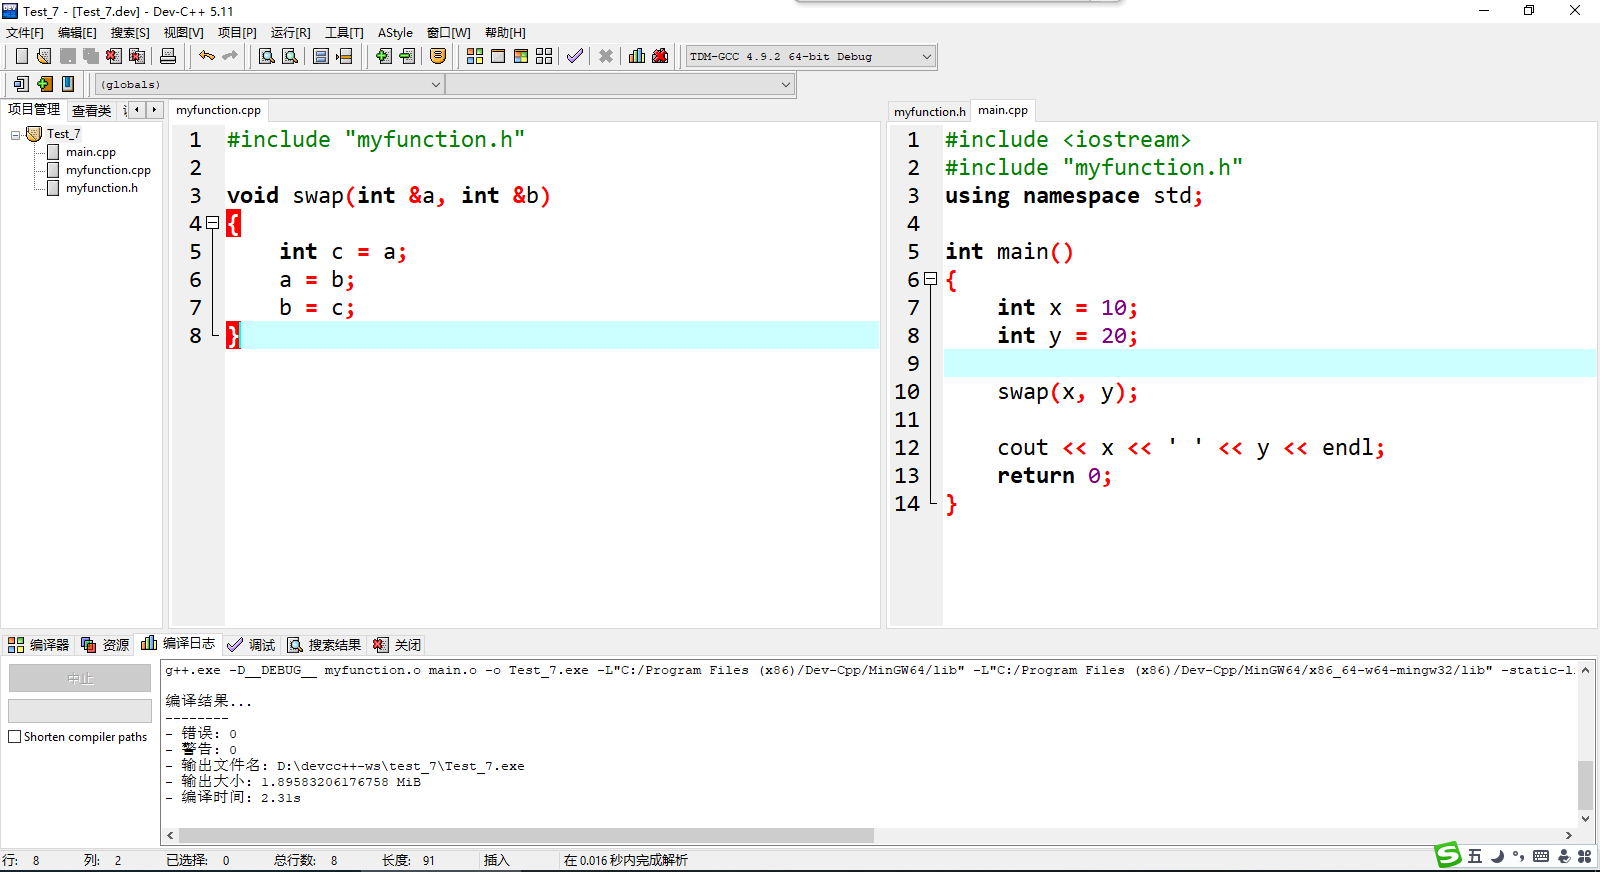 Test_7 - [Test_7.dev] - Dev-C++ 5.11
文件[F] 编辑[E] 搜索[S] 视图[V] 项目[P] 运行[R] 工具[T] AStyle 窗口[W] 帮助[H]
TDM-GCC 4.9.2 64-bit Debug
(globals)
项目管理 查看类
Test_7
main.cpp
myfunction.cpp
myfunction.h
myfunction.cpp
1 #include "myfunction.h"
2
3 void swap(int &a, int &b)
4 {
5 int c = a;
6 a = b;
7 b = c;
8 }
myfunction.h main.cpp
1 #include <iostream>
2 #include "myfunction.h"
3 using namespace std;
4
5 int main()
6 {
7 int x = 10;
8 int y = 20;
9
10 swap(x, y);
11
12 cout << x << ' ' << y << endl;
13 return 0;
14 }
编译器 资源 编译日志 调试 搜索结果 关闭
中止
Shorten compiler paths
g++.exe -D__DEBUG__ myfunction.o main.o -o Test_7.exe -L"C:/Program Files (x86)/Dev-Cpp/MinGW64/lib" -L"C:/Program Files (x86)/Dev-Cpp/MinGW64/x86_64-w64-mingw32/lib" -static-li
编译结果...
--------
- 错误: 0
- 警告: 0
- 输出文件名: D:\devcc++-ws\test_7\Test_7.exe
- 输出大小: 1.89583206176758 MiB
- 编译时间: 2.31s
行: 8 列: 2 已选择: 0 总行数: 8 长度: 91 插入 在 0.016 秒内完成解析
五